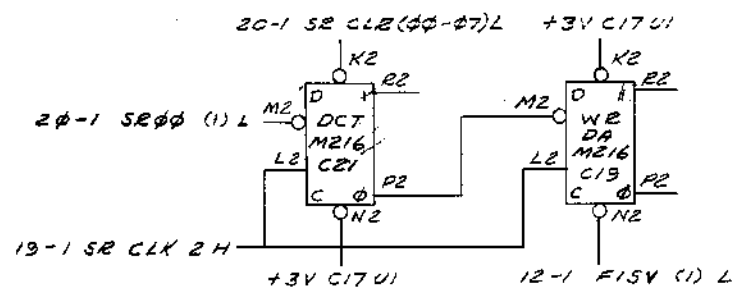 20-1 SR CLR(ØØ-Ø7)L
+3V C17 U1
K2
K2
D 1 R2
D 1 R2
2Ø-1 SRØØ (1) L
M2
DCT
M216
C21
M2
WR
DA
M216
C19
L2
L2
C Ø P2
C Ø P2
N2
N2
19-1 SR CLK 2 H
+3V C17 U1
12-1 F15V (1) L